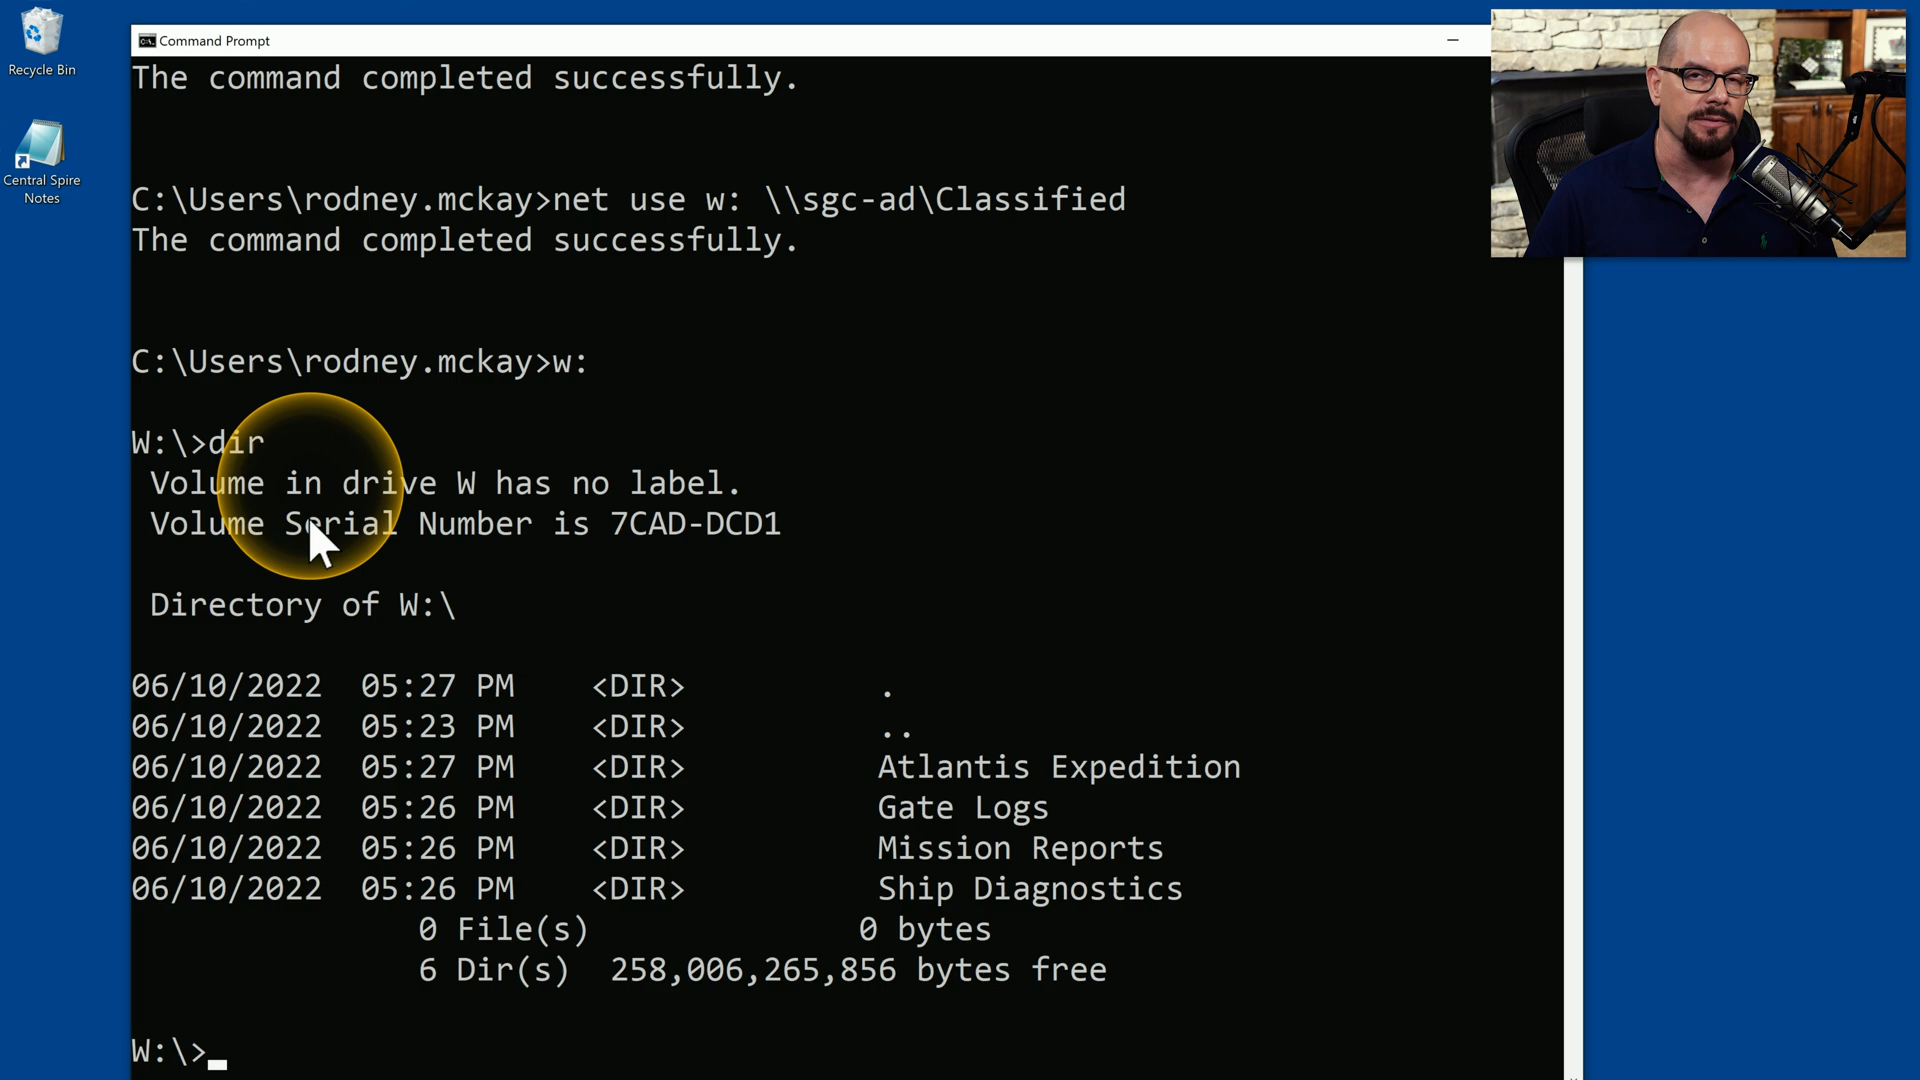 Recycle Bin
Central Spire
Notes
Command Prompt
The command completed successfully.
C:\Users\rodney.mckay>net use w: \\sgc-ad\Classified
The command completed successfully.
C:\Users\rodney.mckay>w:
W:\>dir
Volume in drive W has no label.
Volume Serial Number is 7CAD-DCD1
Directory of W:\
06/10/2022 05:27 PM <DIR> .
06/10/2022 05:23 PM <DIR> ..
06/10/2022 05:27 PM <DIR> Atlantis Expedition
06/10/2022 05:26 PM <DIR> Gate Logs
06/10/2022 05:26 PM <DIR> Mission Reports
06/10/2022 05:26 PM <DIR> Ship Diagnostics
0 File(s) 0 bytes
6 Dir(s) 258,006,265,856 bytes free
W:\>